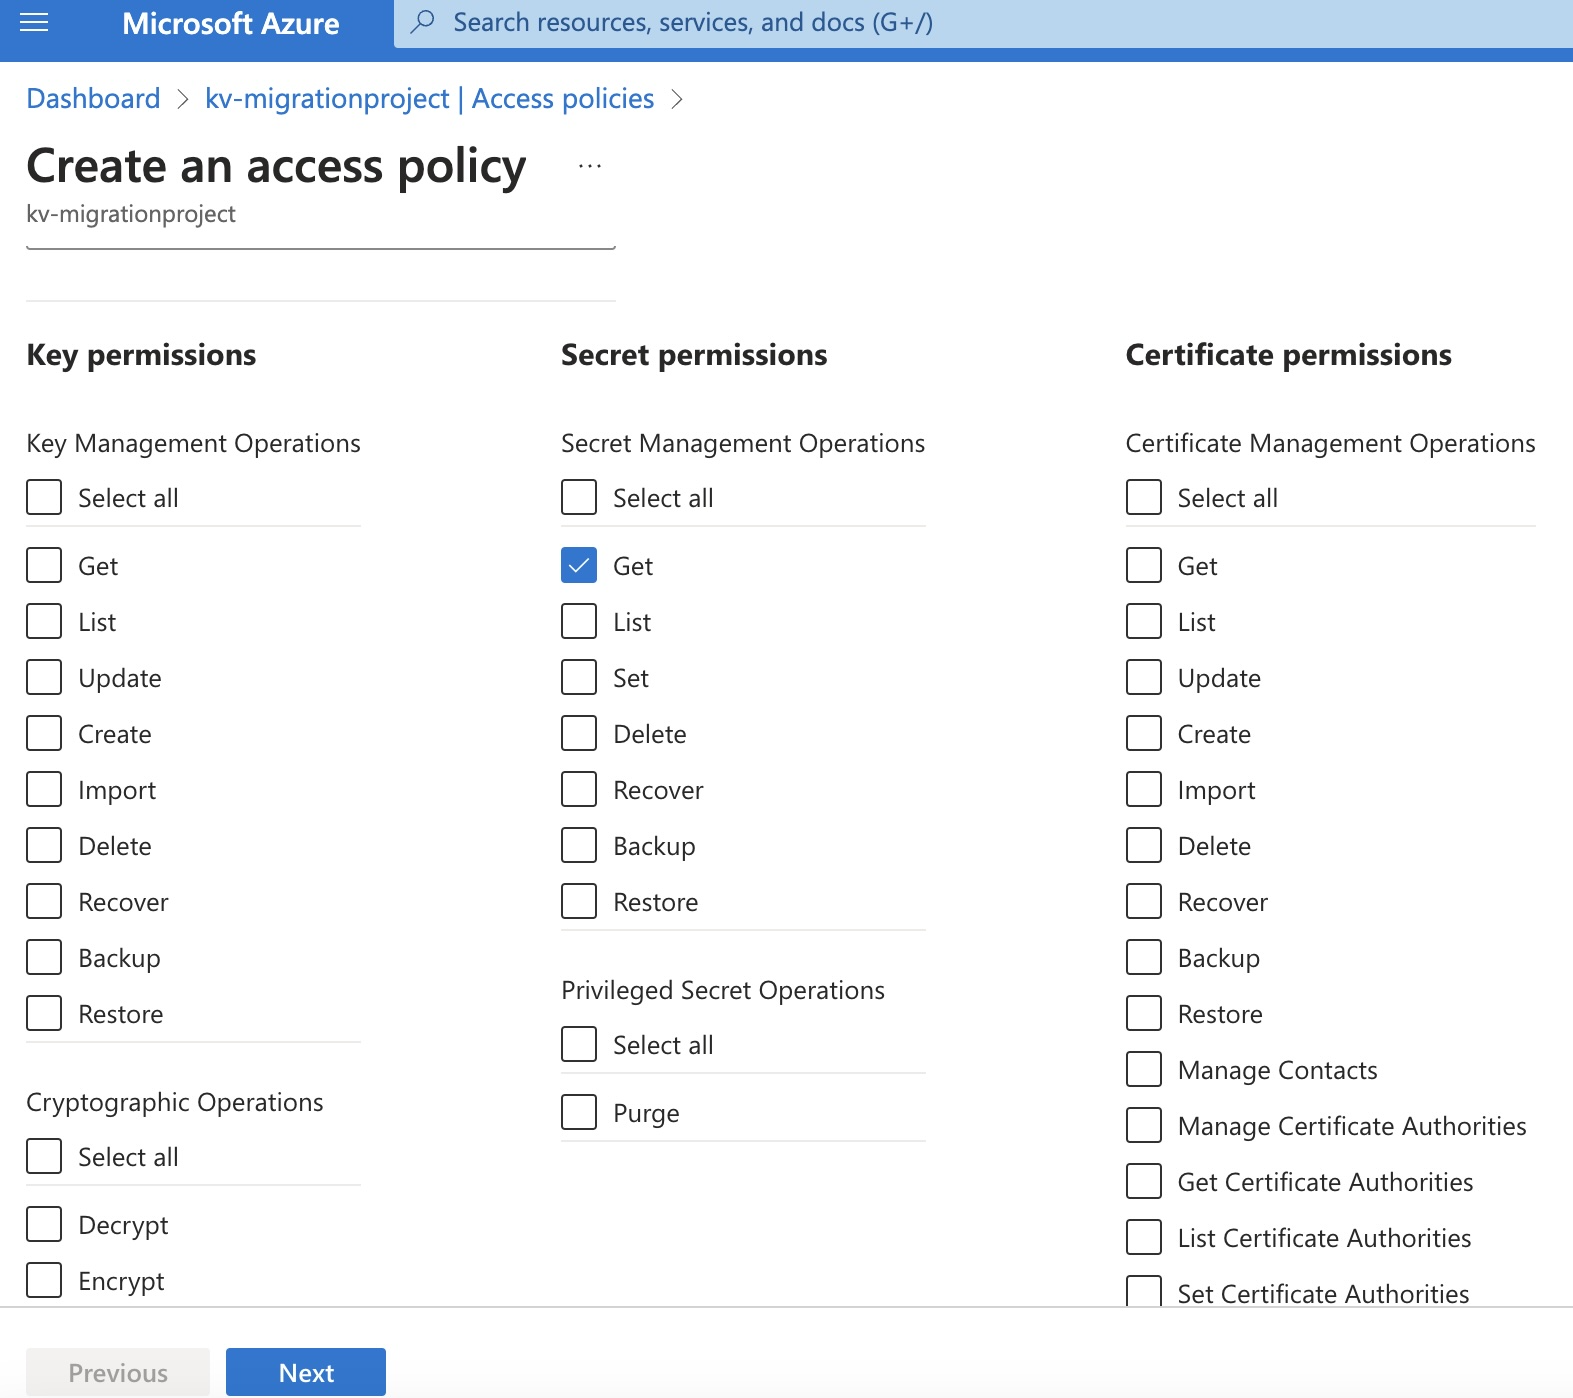 Microsoft Azure
Search resources, services, and docs (G+/)
Dashboard > kv-migrationproject | Access policies >
Create an access policy ...
kv-migrationproject
Key permissions
Key Management Operations
Select all
Get
List
Update
Create
Import
Delete
Recover
Backup
Restore
Cryptographic Operations
Select all
Decrypt
Encrypt
Secret permissions
Secret Management Operations
Select all
Get
List
Set
Delete
Recover
Backup
Restore
Privileged Secret Operations
Select all
Purge
Certificate permissions
Certificate Management Operations
Select all
Get
List
Update
Create
Import
Delete
Recover
Backup
Restore
Manage Contacts
Manage Certificate Authorities
Get Certificate Authorities
List Certificate Authorities
Set Certificate Authorities
Previous
Next